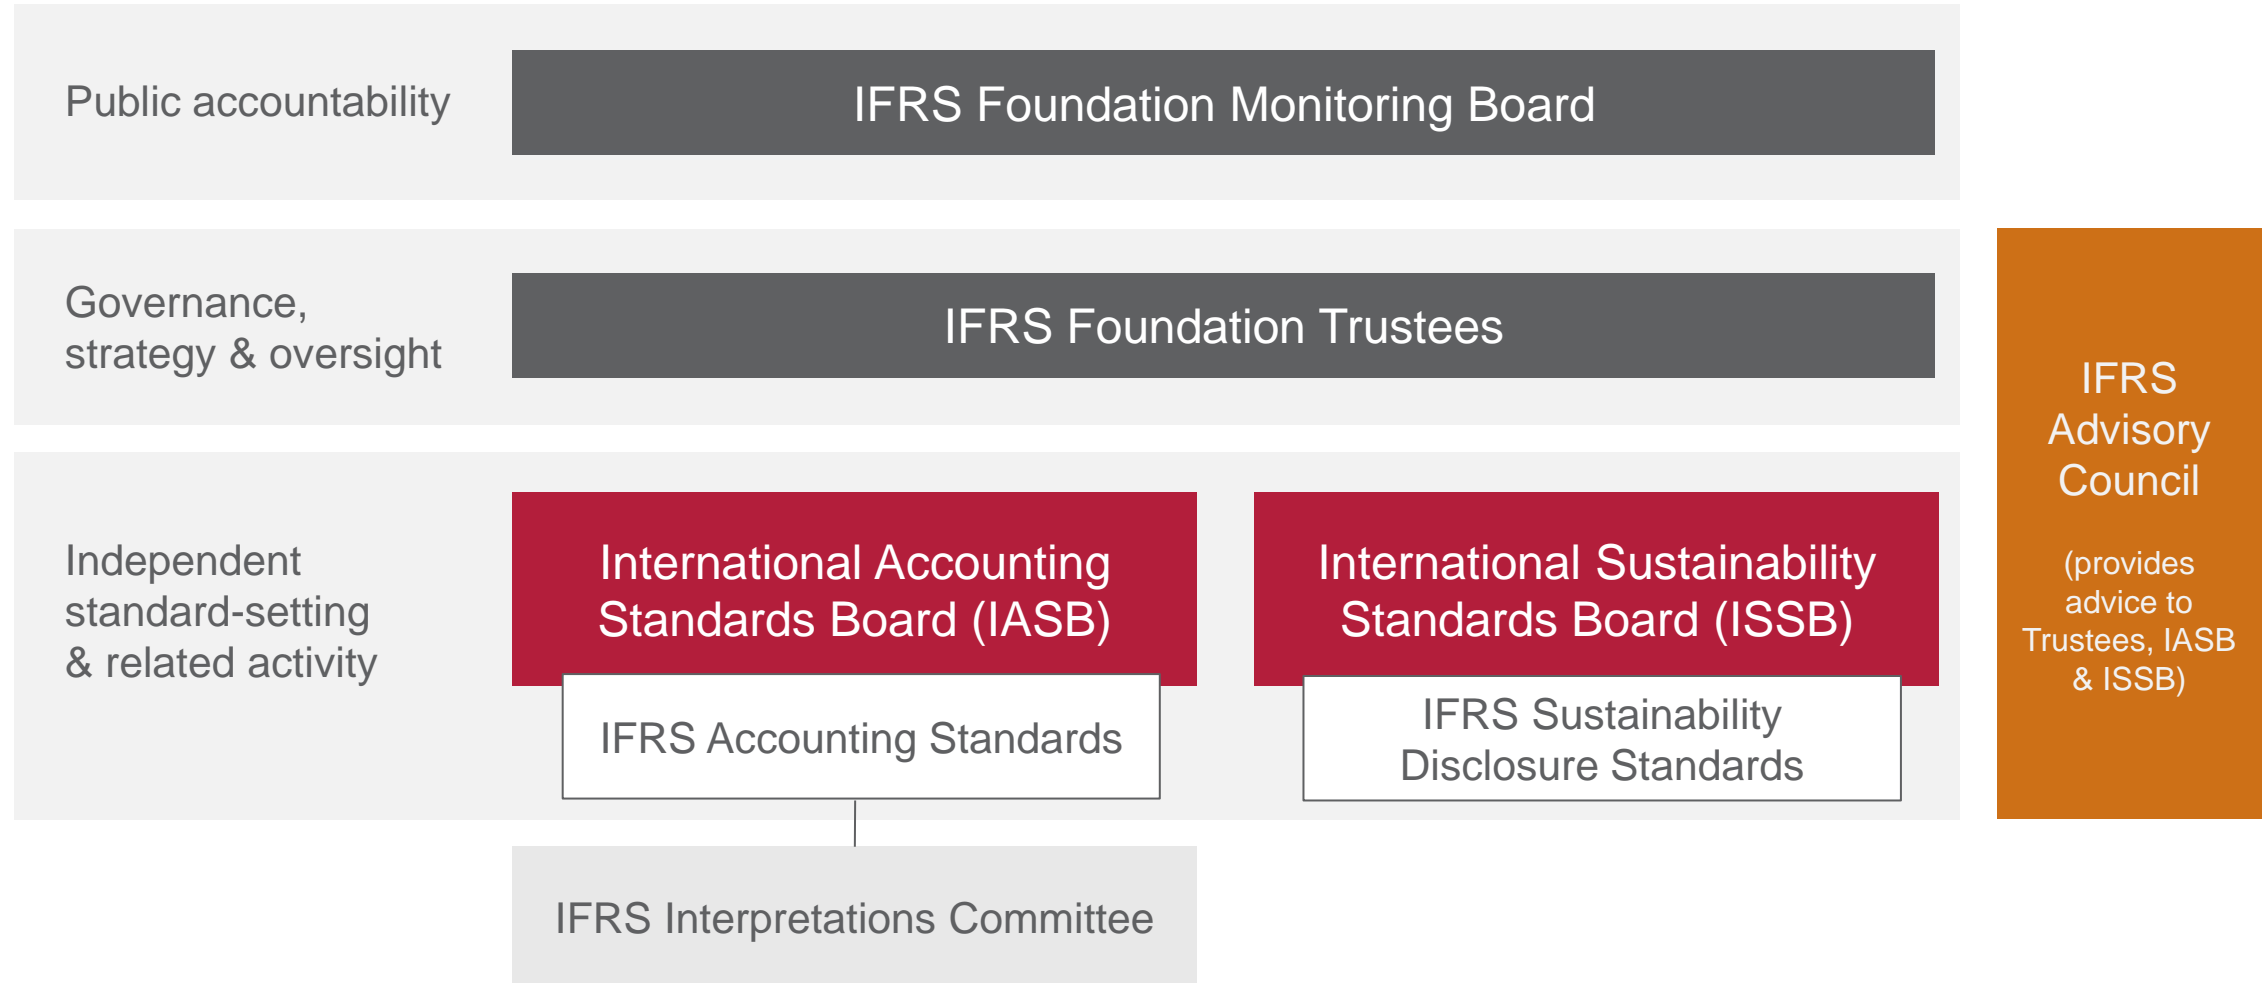 Public accountability
IFRS Foundation Monitoring Board
Governance,
strategy & oversight
IFRS Foundation Trustees
Independent
standard-setting
& related activity
International Accounting
Standards Board (IASB)
IFRS Accounting Standards
International Sustainability
Standards Board (ISSB)
IFRS Sustainability
Disclosure Standards
IFRS Interpretations Committee
IFRS
Advisory
Council
(provides
advice to
Trustees, IASB
& ISSB)